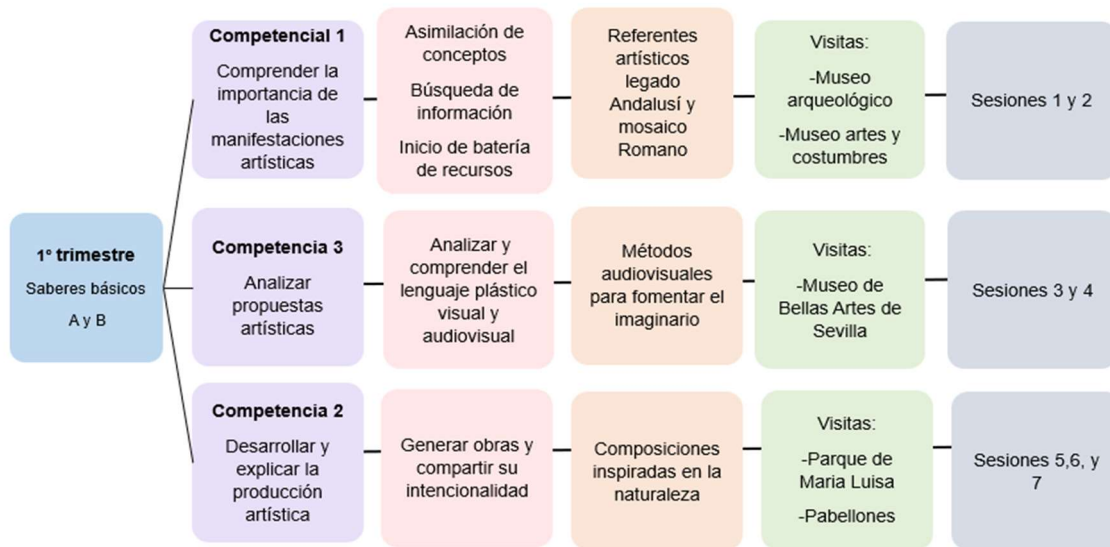 1º trimestre
Saberes básicos
A y B
Competencial 1
Comprender la
importancia de
las
manifestaciones
artísticas
Asimilación de
conceptos
Búsqueda de
información
Inicio de batería
de recursos
Referentes
artísticos
legado
Andalusí y
mosaico
Romano
Visitas:
-Museo
arqueológico
-Museo artes y
costumbres
Sesiones 1 y 2
Competencia 3
Analizar
propuestas
artísticas
Analizar y
comprender el
lenguaje plástico
visual y
audiovisual
Métodos
audiovisuales
para fomentar el
imaginario
Visitas:
-Museo de
Bellas Artes de
Sevilla
Sesiones 3 y 4
Competencia 2
Desarrollar y
explicar la
producción
artística
Generar obras y
compartir su
intencionalidad
Composiciones
inspiradas en la
naturaleza
Visitas:
-Parque de
Maria Luisa
-Pabellones
Sesiones 5,6, y
7